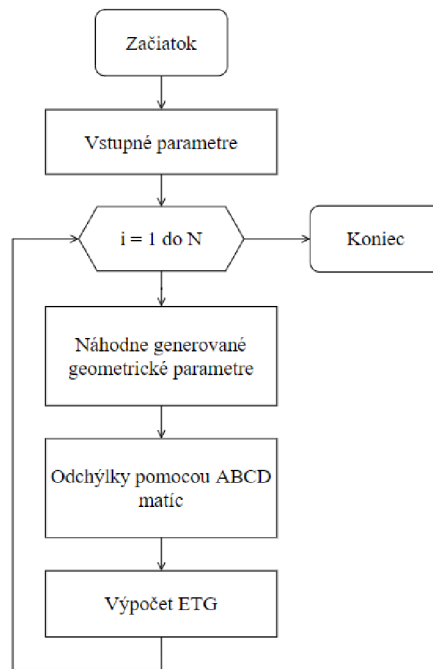 Začiatok
Vstupné parametre
i = 1 do N
Koniec
Náhodne generované
geometrické parametre
Odchýlky pomocou ABCD
matíc
Výpočet ETG